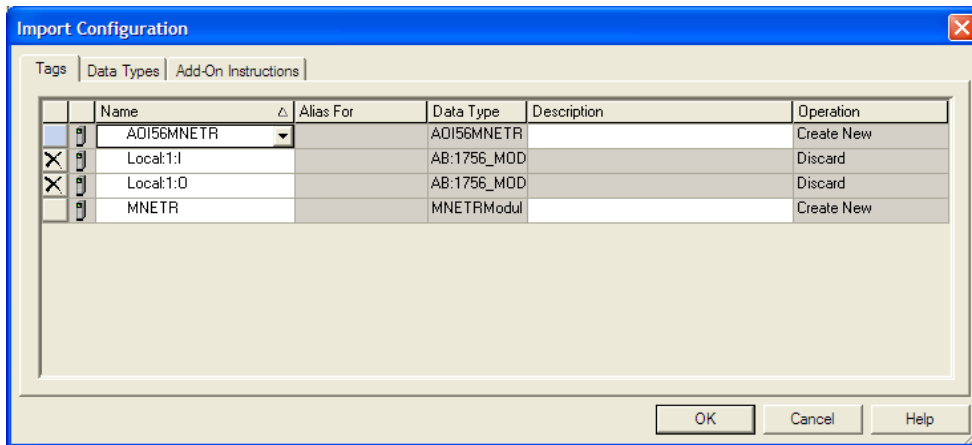 Import Configuration
Tags Data Types Add-On Instructions
Name Alias For Data Type Description Operation
AOI56MNETR AOI56MNETR Create New
Local:1:I AB:1756_MOD Discard
Local:1:O AB:1756_MOD Discard
MNETR MNETRModul Create New
OK Cancel Help